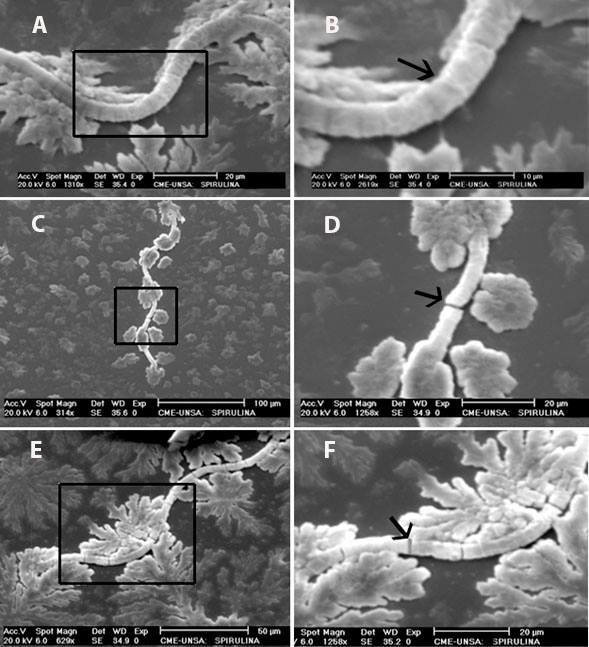 A
Acc.V Spot Magn Det WD Exp 20 µm
20.0 kV 6.0 1310x SE 35.4 0 CME-UNSA: SPIRULINA
B
Acc.V Spot Magn Det WD Exp 10 µm
20.0 kV 6.0 2619x SE 35.4 0 CME-UNSA: SPIRULINA
C
Acc.V Spot Magn Det WD Exp 100 µm
20.0 kV 6.0 314x SE 35.6 0 CME-UNSA: SPIRULINA
D
Acc.V Spot Magn Det WD Exp 20 µm
20.0 kV 6.0 1258x SE 34.9 0 CME-UNSA: SPIRULINA
E
Acc.V Spot Magn Det WD Exp 50 µm
20.0 kV 6.0 629x SE 34.9 0 CME-UNSA: SPIRULINA
F
V Spot Magn Det WD Exp 20 µm
V 6.0 1258x SE 35.2 0 CME-UNSA: SPIRULINA